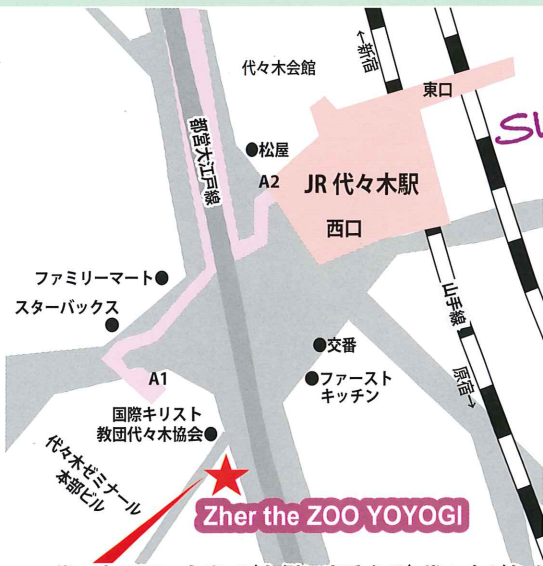 ←新宿
代々木会館
東口
都営大江戸線
●松屋
A2
JR 代々木駅
西口
ファミリーマート●
スターバックス
●
山手線
原宿→
●交番
●ファースト
キッチン
A1
国際キリスト
教団代々木協会●
代々木ゼミナール
本部ビル
Zher the ZOO YOYOGI